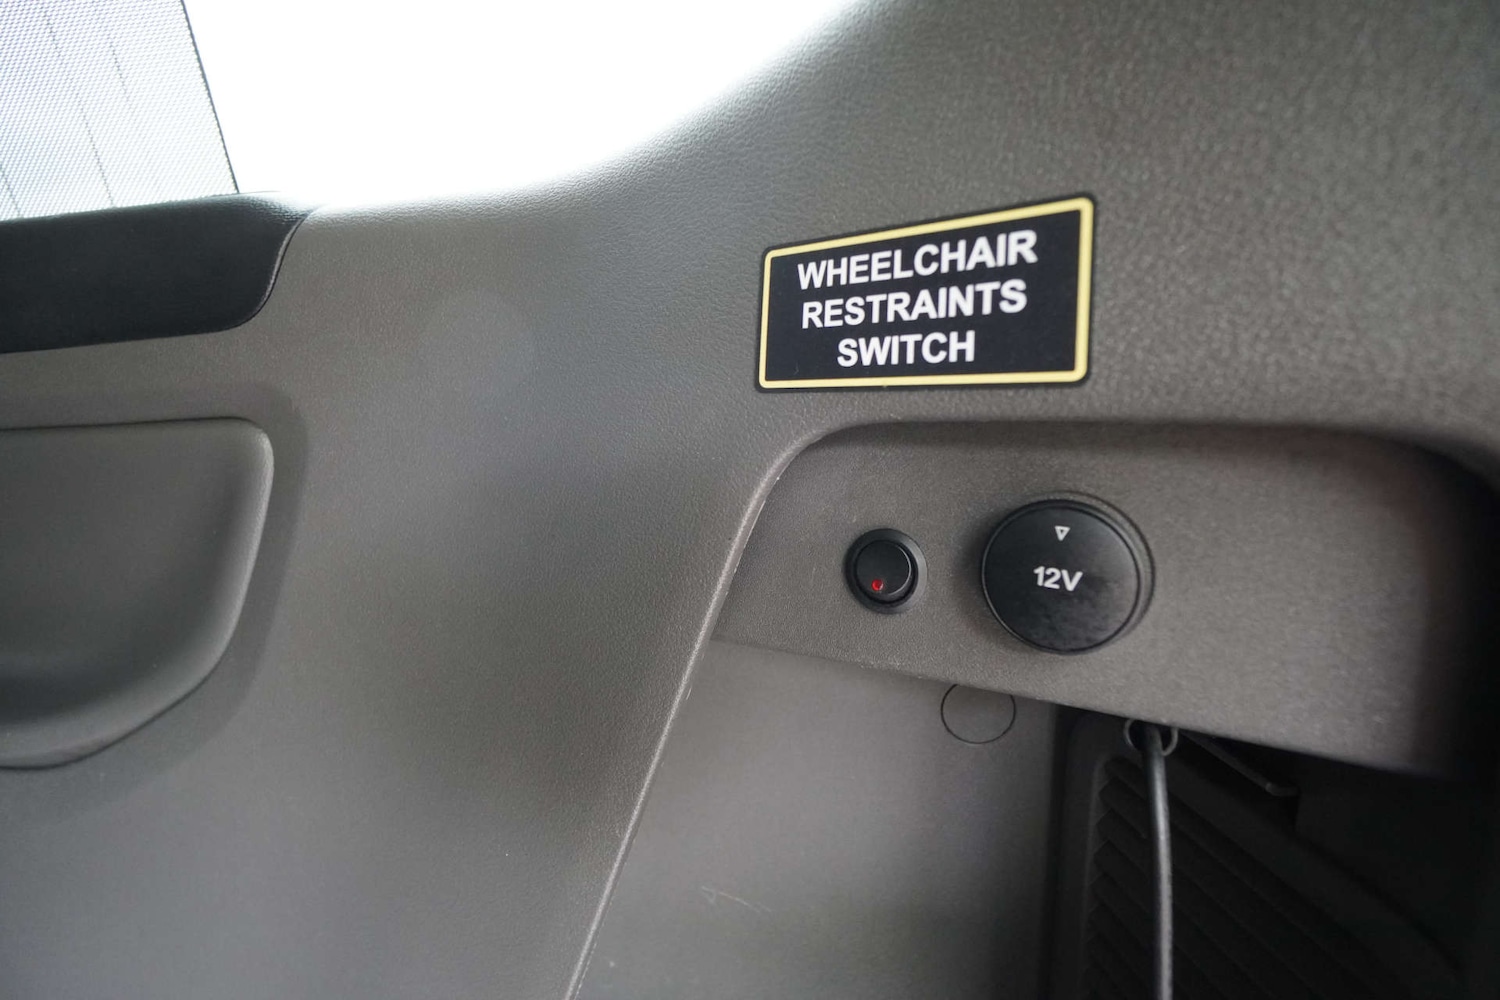 WHEELCHAIR
RESTRAINTS
SWITCH
12V